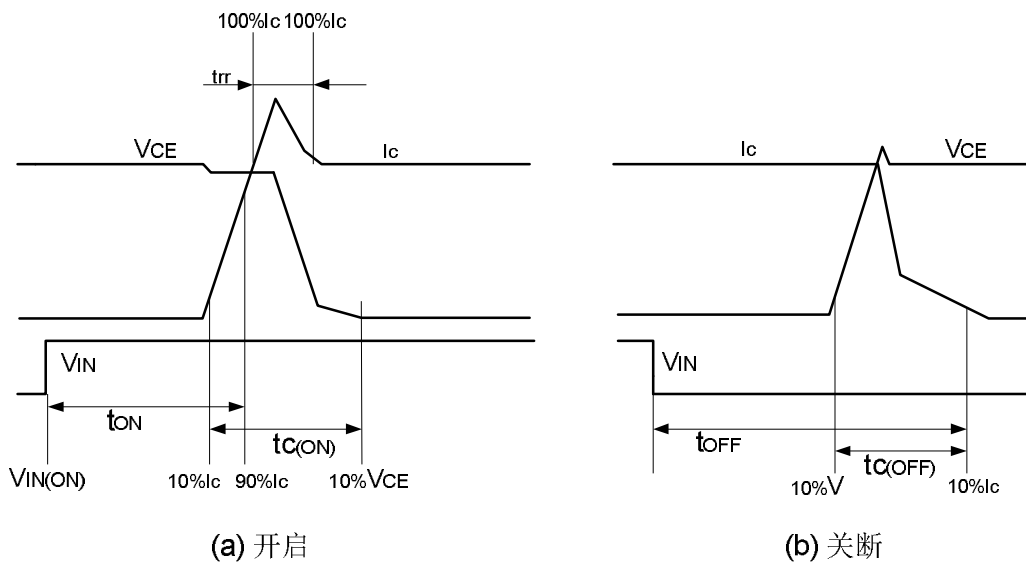 100%Ic 100%Ic
trr
VCE Ic
VIN
tON
tC(ON)
VIN(ON) 10%Ic 90%Ic 10%VCE
(a) 开启
Ic VCE
VIN
tOFF
tC(OFF)
10%V 10%Ic
(b) 关断